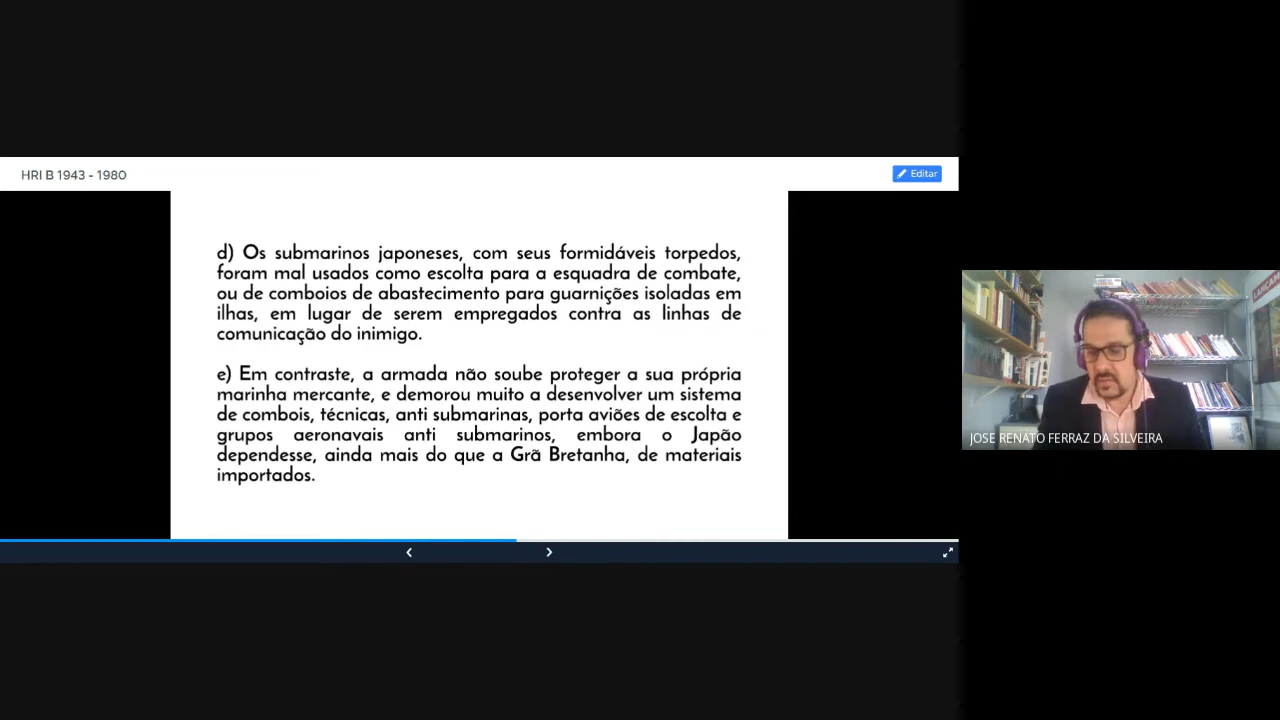 HRI B 1943 - 1980
Editar
d) Os submarinos japoneses, com seus formidáveis torpedos,
foram mal usados como escolta para a esquadra de combate,
ou de comboios de abastecimento para guarnições isoladas em
ilhas, em lugar de serem empregados contra as linhas de
comunicação do inimigo.
e) Em contraste, a armada não soube proteger a sua própria
marinha mercante, e demorou muito a desenvolver um sistema
de combois, técnicas, anti submarinas, porta aviões de escolta e
grupos aeronavais anti submarinos, embora o Japão
dependesse, ainda mais do que a Grã Bretanha, de materiais
importados.
JOSE RENATO FERRAZ DA SILVEIRA